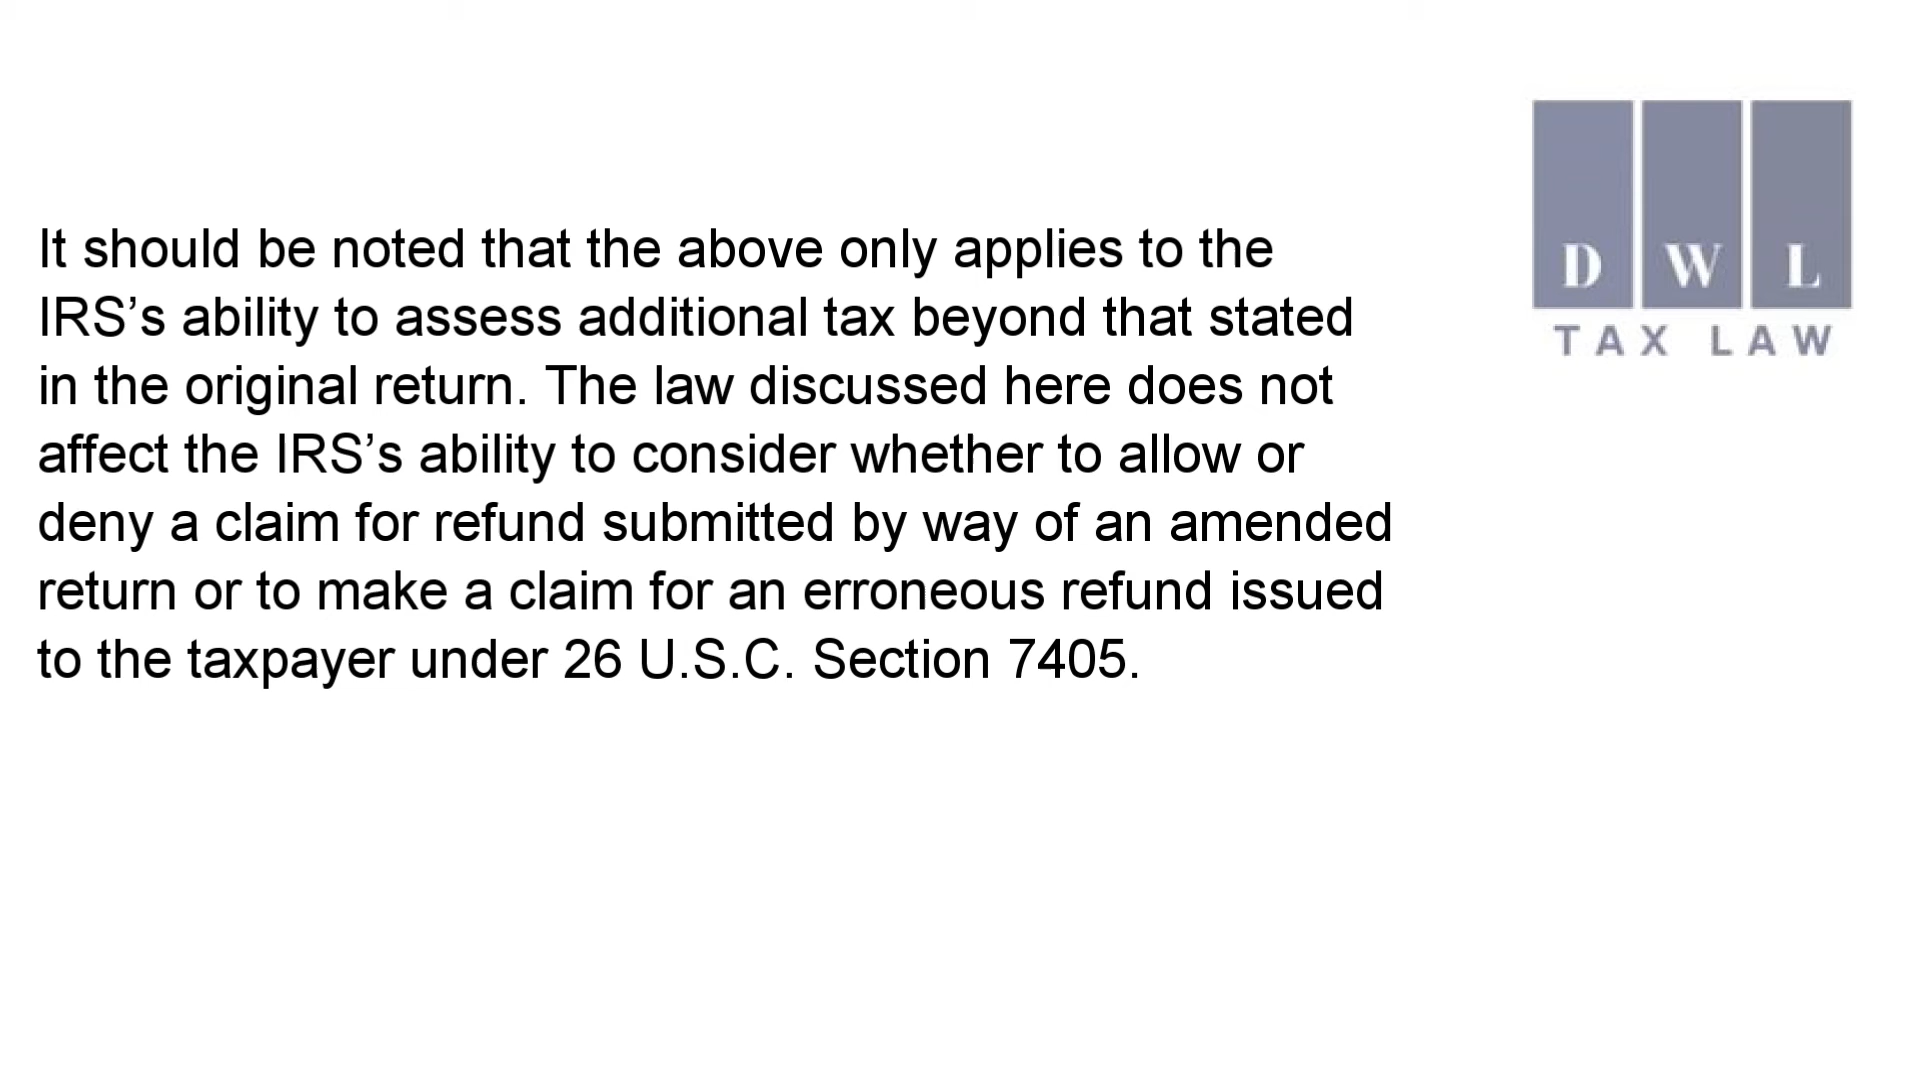 It should be noted that the above only applies to the
IRS’s ability to assess additional tax beyond that stated
in the original return. The law discussed here does not
affect the IRS’s ability to consider whether to allow or
deny a claim for refund submitted by way of an amended
return or to make a claim for an erroneous refund issued
to the taxpayer under 26 U.S.C. Section 7405.
D W L
TAX LAW